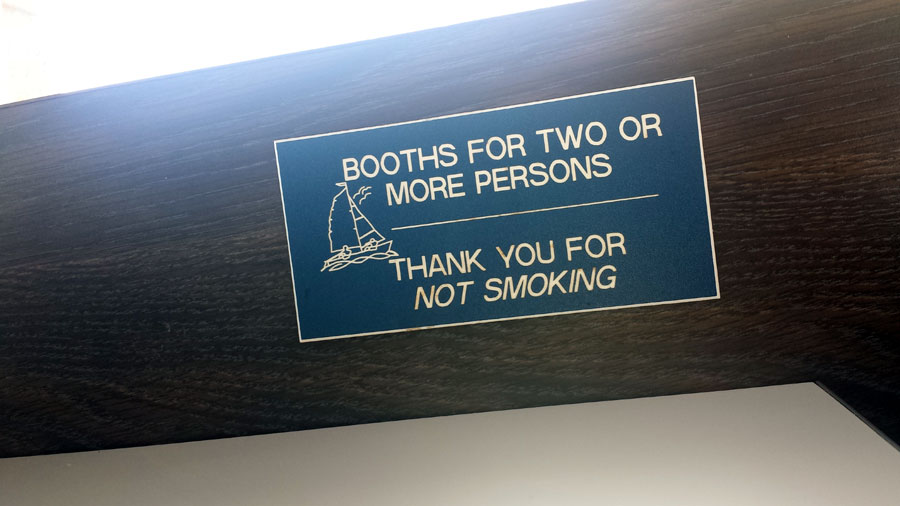 BOOTHS FOR TWO OR
MORE PERSONS
THANK YOU FOR
NOT SMOKING